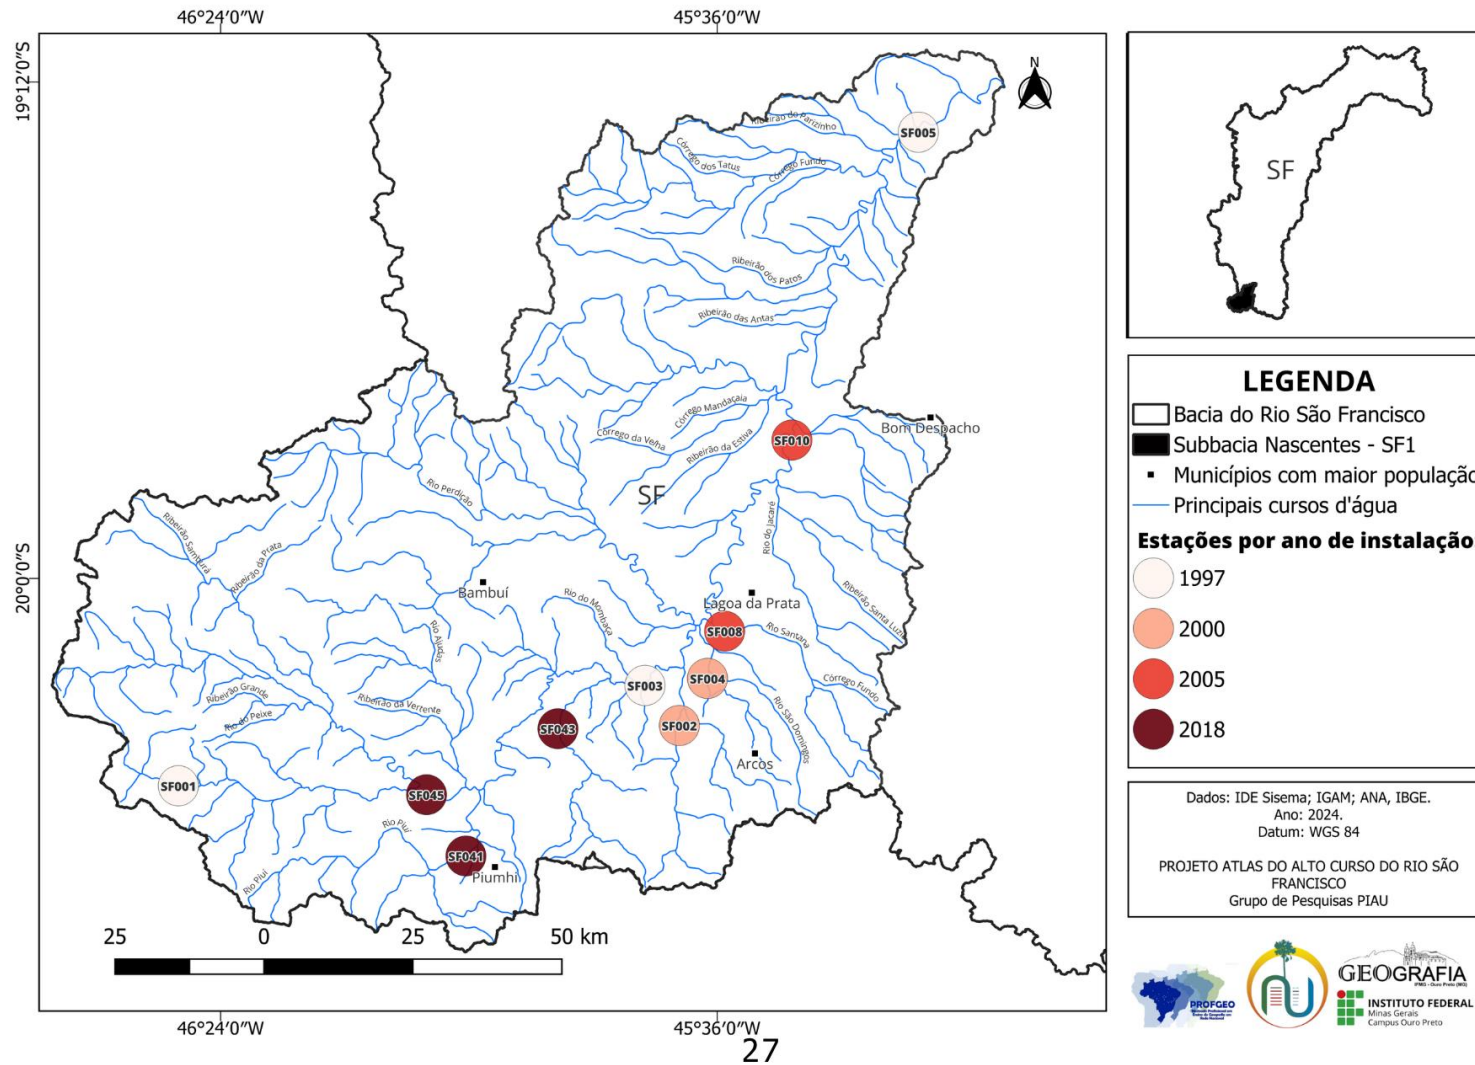 46°24′0″W
45°36′0″W
19°12′0″S
N
Ribeirão do Parizinho
SF005
Córrego dos Tatus
Córrego Fundo
Ribeirão dos Patos
Ribeirão das Antas
Córrego Mandaçaia
Córrego da Velha
Ribeirão da Estiva
SF010
Bom Despacho
SF
Rio Perdição
Rio do Jacaré
Ribeirão Samburá
Ribeirão da Prata
20°0′0″S
Bambuí
Rio do Mombaça
Lagoa da Prata
Ribeirão Santa Luzia
Rio Ajudas
SF008
Rio Santana
SF003
SF004
Córrego Fundo
Ribeirão Grande
Rio do Peixe
Ribeirão da Vertente
Rio São Domingos
SF043
SF002
Arcos
SF001
SF045
Rio Piuí
SF041
Piumhi
Rio Piuí
25 0 25 50 km
46°24′0″W
45°36′0″W
SF
LEGENDA
Bacia do Rio São Francisco
Subbacia Nascentes - SF1
Municípios com maior população
Principais cursos d'água
Estações por ano de instalação
1997
2000
2005
2018
Dados: IDE Sisema; IGAM; ANA, IBGE.
Ano: 2024.
Datum: WGS 84
PROJETO ATLAS DO ALTO CURSO DO RIO SÃO
FRANCISCO
Grupo de Pesquisas PIAU
PROFGEO
GEOGRAFIA
IFMG - Ouro Preto (MG)
INSTITUTO FEDERAL
Minas Gerais
Campus Ouro Preto
27